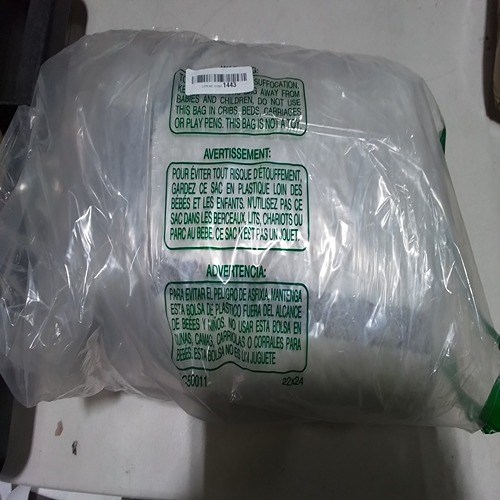 1443
SUFFOCATION,
AWAY FROM
BABIES AND CHILDREN, DO NOT USE
THIS BAG IN CRIBS, BEDS, CARRIAGES
OR PLAY PENS. THIS BAG IS NOT A TOY
AVERTISSEMENT:
POUR ÉVITER TOUT RISQUE D'ÉTOUFFEMENT,
GARDEZ CE SAC EN PLASTIQUE LOIN DES
BÉBÉS ET LES ENFANTS. N'UTILISEZ PAS CE
SAC DANS LES BERCEAUX, LITS, CHARIOTS OU
PARC AU BÉBÉ. CE SAC N'EST PAS UN JOUET.
ADVERTENCIA:
PARA EVITAR EL PELIGRO DE ASFIXIA, MANTENGA
ESTA BOLSA DE PLASTICO FUERA DEL ALCANCE
DE BEBES Y NIÑOS. NO USAR ESTA BOLSA EN
CUNAS, CAMAS, CARRIOLAS O CORRALES PARA
BEBES. ESTA BOLSA NO ES UN JUGUETE
22x24